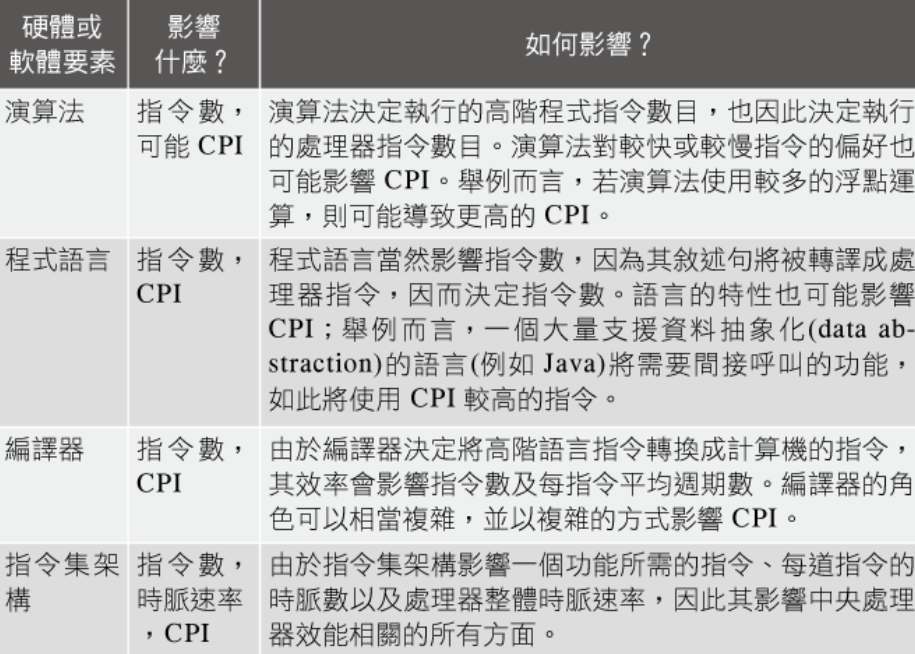 硬體或
軟體要素
影響
什麼？
如何影響？
演算法
指令數，
可能 CPI
演算法決定執行的高階程式指令數目，也因此決定執行
的處理器指令數目。演算法對較快或較慢指令的偏好也
可能影響 CPI。舉例而言，若演算法使用較多的浮點運
算，則可能導致更高的 CPI。
程式語言
指令數，
CPI
程式語言當然影響指令數，因為其敘述句將被轉譯成處
理器指令，因而決定指令數。語言的特性也可能影響
CPI；舉例而言，一個大量支援資料抽象化(data ab-
straction)的語言(例如 Java)將需要間接呼叫的功能，
如此將使用 CPI 較高的指令。
編譯器
指令數，
CPI
由於編譯器決定將高階語言指令轉換成計算機的指令，
其效率會影響指令數及每指令平均週期數。編譯器的角
色可以相當複雜，並以複雜的方式影響 CPI。
指令集架
構
指令數，
時脈速率
，CPI
由於指令集架構影響一個功能所需的指令、每道指令的
時脈數以及處理器整體時脈速率，因此其影響中央處理
器效能相關的所有方面。